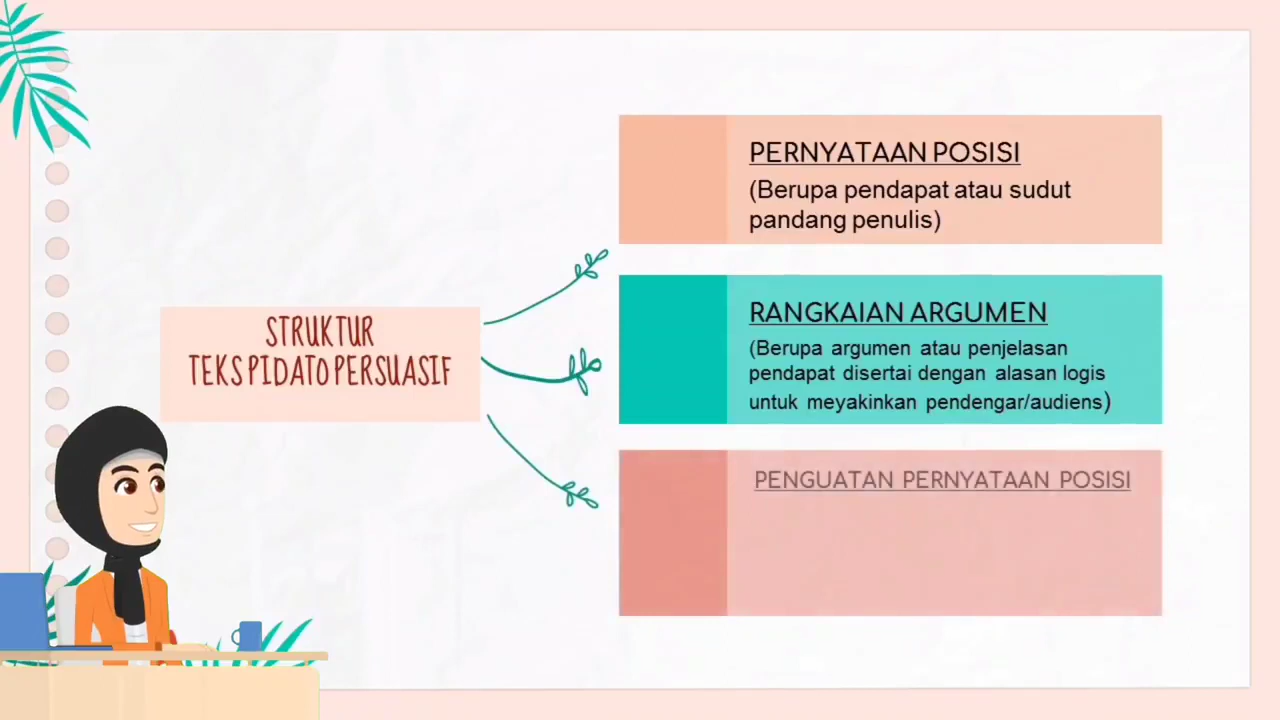 STRUKTUR
TEKS PIDATO PERSUASIF
PERNYATAAN POSISI
(Berupa pendapat atau sudut
pandang penulis)
RANGKAIAN ARGUMEN
(Berupa argumen atau penjelasan
pendapat disertai dengan alasan logis
untuk meyakinkan pendengar/audiens)
PENGUATAN PERNYATAAN POSISI